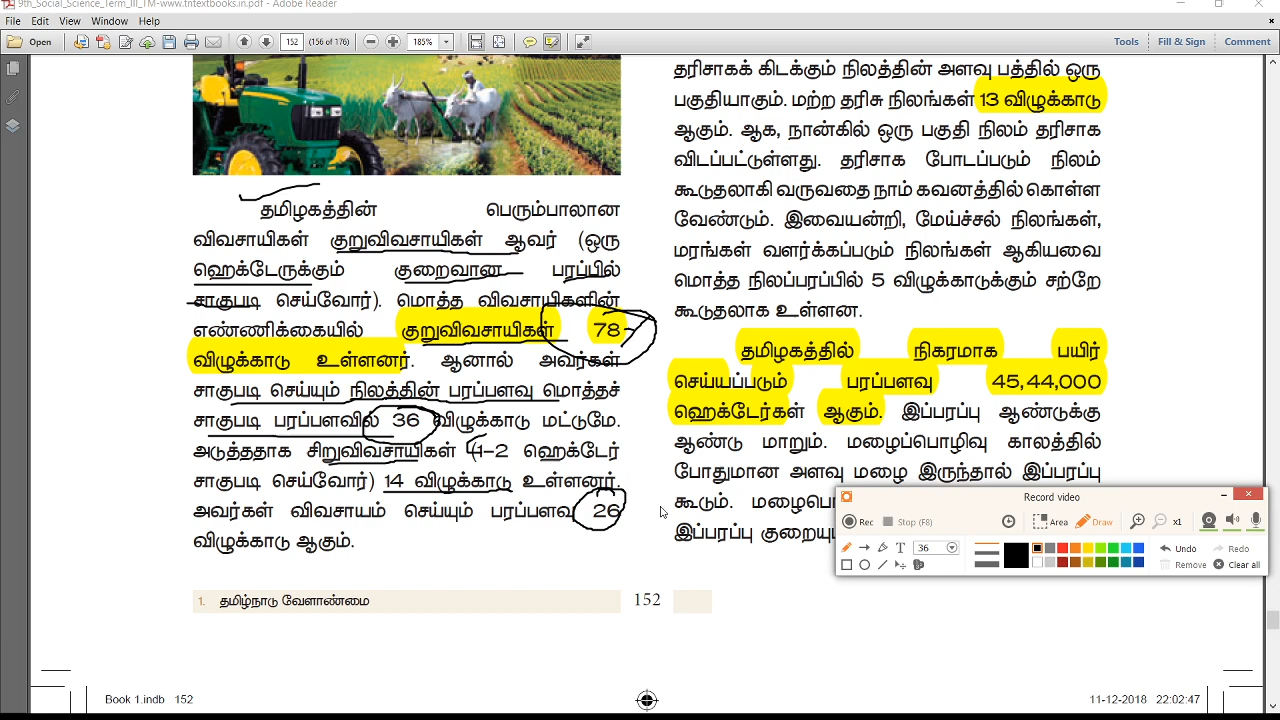 9th_Social_Science_Term_III_TM-www.tntextbooks.in.pdf - Adobe Reader
File Edit View Window Help
Open 152 (156 of 176) 185% Tools Fill & Sign Comment
தமிழகத்தின் பெரும்பாலான
விவசாயிகள் குறுவிவசாயிகள் ஆவர் (ஒரு
ஹெக்டேருக்கும் குறைவான பரப்பில்
சாகுபடி செய்வோர்). மொத்த விவசாயிகளின்
எண்ணிக்கையில் குறுவிவசாயிகள் 78
விழுக்காடு உள்ளனர். ஆனால் அவர்கள்
சாகுபடி செய்யும் நிலத்தின் பரப்பளவு மொத்தச்
சாகுபடி பரப்பளவில் 36 விழுக்காடு மட்டுமே.
அடுத்ததாக சிறுவிவசாயிகள் (1-2 ஹெக்டேர்
சாகுபடி செய்வோர்) 14 விழுக்காடு உள்ளனர்.
அவர்கள் விவசாயம் செய்யும் பரப்பளவு 26
விழுக்காடு ஆகும்.
தரிசாகக் கிடக்கும் நிலத்தின் அளவு பத்தில் ஒரு
பகுதியாகும். மற்ற தரிசு நிலங்கள் 13 விழுக்காடு
ஆகும். ஆக, நான்கில் ஒரு பகுதி நிலம் தரிசாக
விடப்பட்டுள்ளது. தரிசாக போடப்படும் நிலம்
கூடுதலாகி வருவதை நாம் கவனத்தில் கொள்ள
வேண்டும். இவையன்றி, மேய்ச்சல் நிலங்கள்,
மரங்கள் வளர்க்கப்படும் நிலங்கள் ஆகியவை
மொத்த நிலப்பரப்பில் 5 விழுக்காடுக்கும் சற்றே
கூடுதலாக உள்ளன.
தமிழகத்தில் நிகரமாக பயிர்
செய்யப்படும் பரப்பளவு 45,44,000
ஹெக்டேர்கள் ஆகும். இப்பரப்பு ஆண்டுக்கு
ஆண்டு மாறும். மழைப்பொழிவு காலத்தில்
போதுமான அளவு மழை இருந்தால் இப்பரப்பு
கூடும்.
இப்பரப்பு
Record video
Rec Stop (F8) Area Draw x1
T 36 Undo Redo
Remove Clear all
1. தமிழ்நாடு வேளாண்மை 152
Book 1.indb 152 11-12-2018 22:02:47